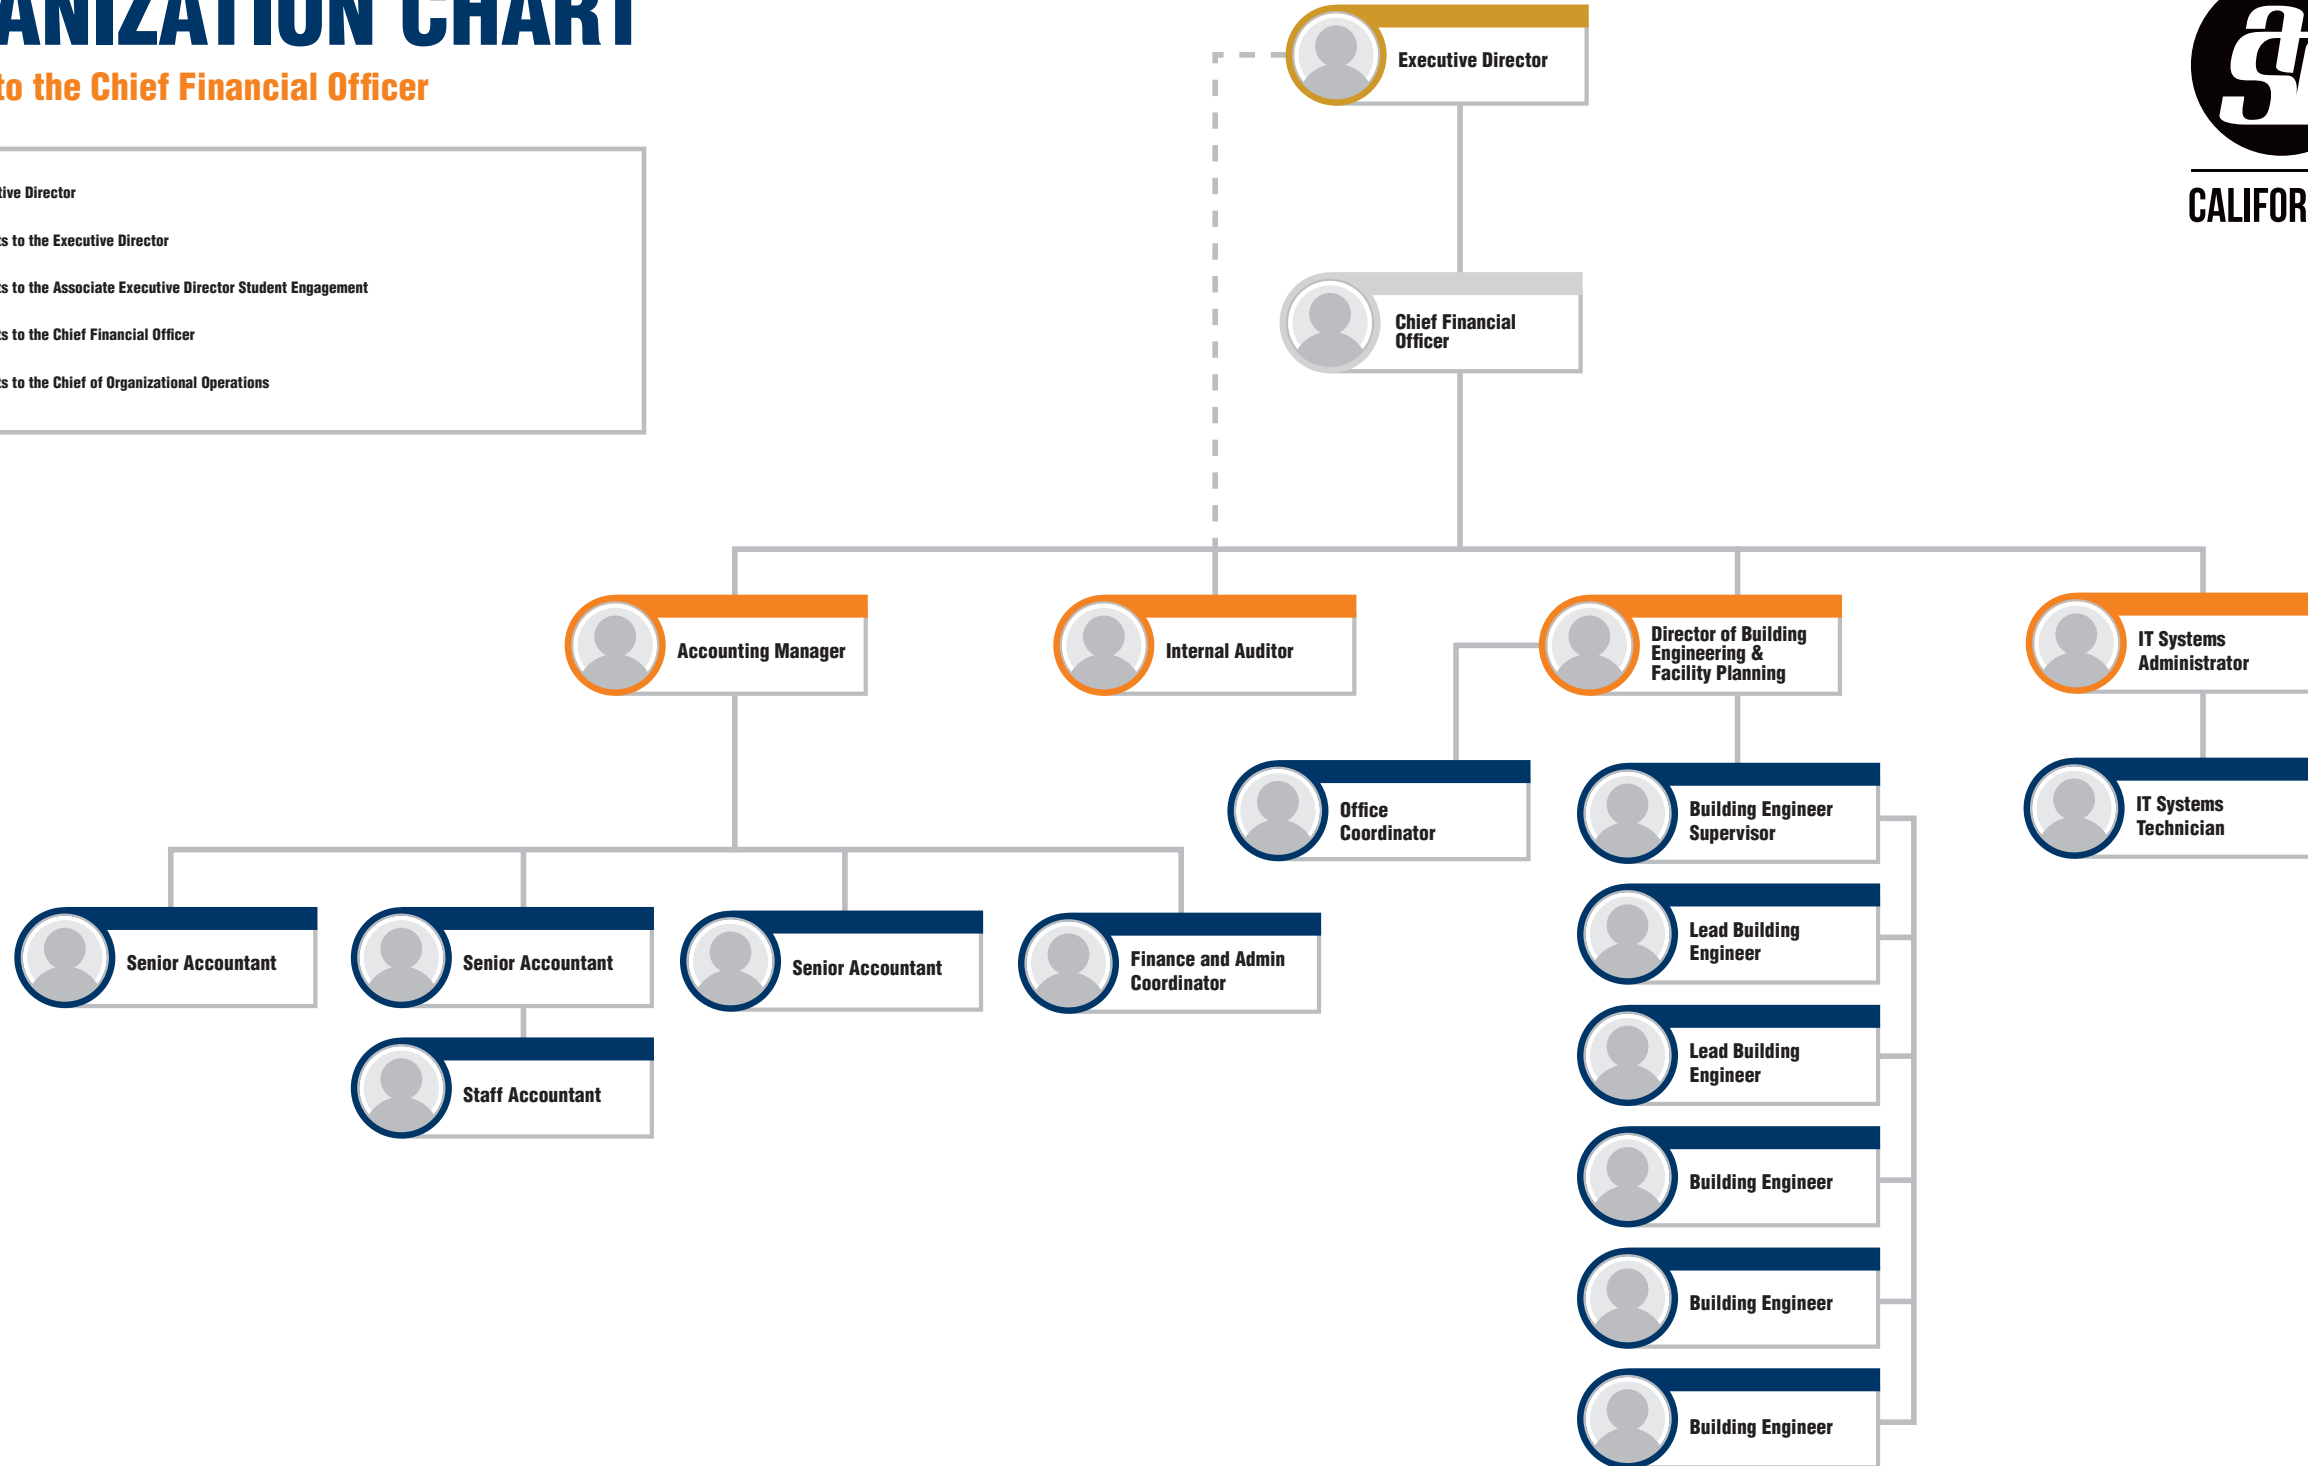 ANIZATION CHART
to the Chief Financial Officer
tive Director
ts to the Executive Director
ts to the Associate Executive Director Student Engagement
ts to the Chief Financial Officer
ts to the Chief of Organizational Operations
Executive Director
CALIFOR
Chief Financial
Officer
Accounting Manager
Internal Auditor
Director of Building
Engineering &
Facility Planning
IT Systems
Administrator
Office
Coordinator
Building Engineer
Supervisor
IT Systems
Technician
Senior Accountant
Senior Accountant
Senior Accountant
Finance and Admin
Coordinator
Lead Building
Engineer
Staff Accountant
Lead Building
Engineer
Building Engineer
Building Engineer
Building Engineer